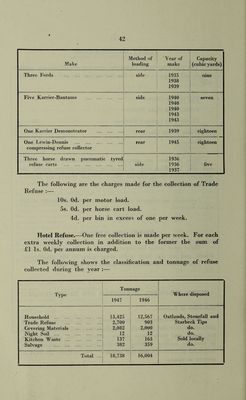 42
Make
Method of loading
Year of make
Capacity (cubic yards)
Three Fords side 1935 nine
1938
1939
Five Karrier-Bantams side 1940 seven
1940
1940
1943
1943
One Karrier Demonstrator rear 1939 eighteen
One Lewin-Dennis rear 1945 eighteen
compressing refuse collector
Three horse drawn pneumatic tyred 1936
refuse carts side 1936 five
1937
The following are the charges made for the collection of Trade
Refuse :—
10s. 0d. per motor load.
5s. 0d. per horse cart load.
4d. per bin in excess of one per week.
Hotel Refuse.—One free collection is made per week. For each
extra weekly collection in addition to the former the sum of
£1 1s. 0d. per annum is charged.
The following shows the classification and tonnage of refuse
collected during the year :—
Type
Tonnage
Where disposed
1947 1946
Household 13,425 12,567 Oatlands, Stonefall and
Trade Refuse 2,700 903 Starbeck Tips
Covering Materials 2,082 2,000 do.
Night Soil 12 12 do.
Kitchen Waste 137 163 Sold locally
Salvage 382 359 do.
Total 18,738 16,004